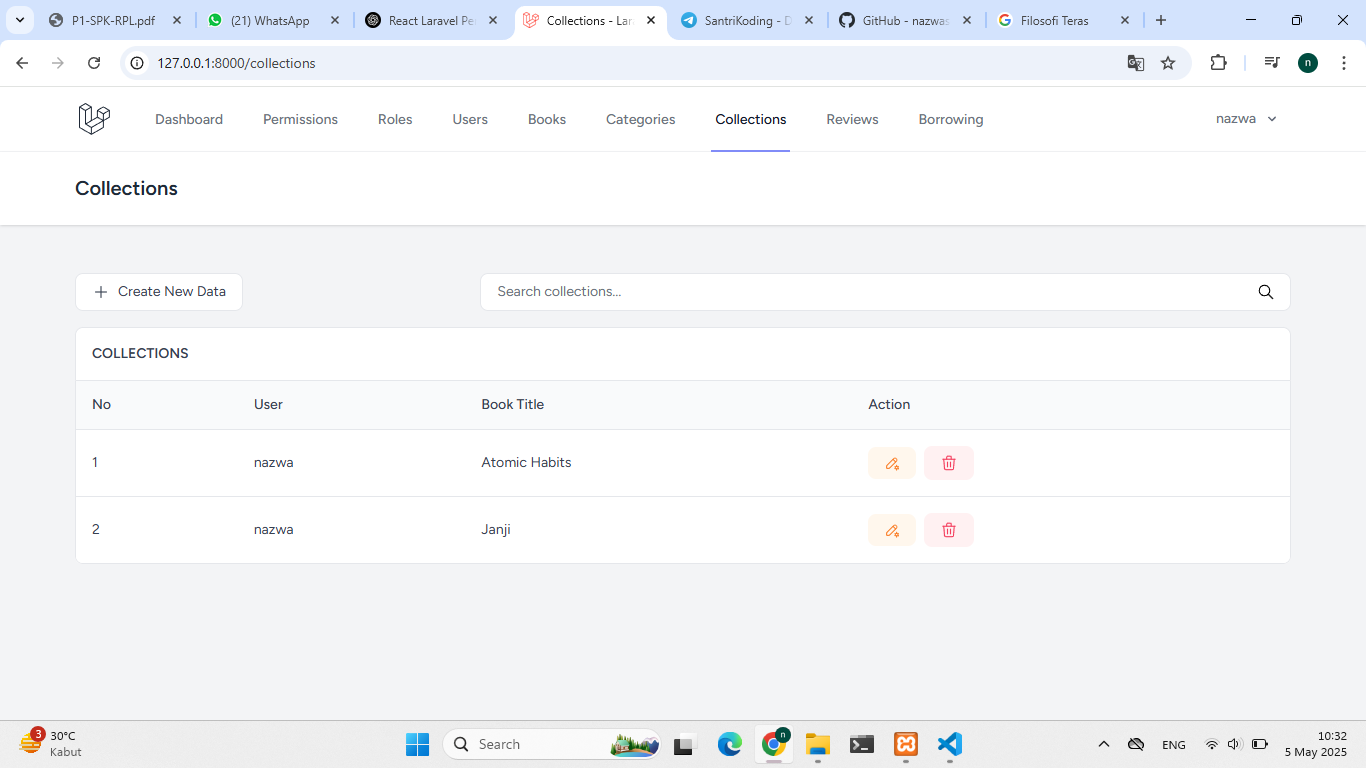 P1-SPK-RPL.pdf
(21) WhatsApp
React Laravel Pe
Collections - La
SantriKoding - D
GitHub - nazwas
Filosofi Teras
127.0.0.1:8000/collections
n
Dashboard Permissions Roles Users Books Categories Collections Reviews Borrowing nazwa
Collections
Create New Data
Search collections...
COLLECTIONS
No User Book Title Action
1 nazwa Atomic Habits
2 nazwa Janji
3
30°C
Kabut
Search
n
ENG
10:32
5 May 2025